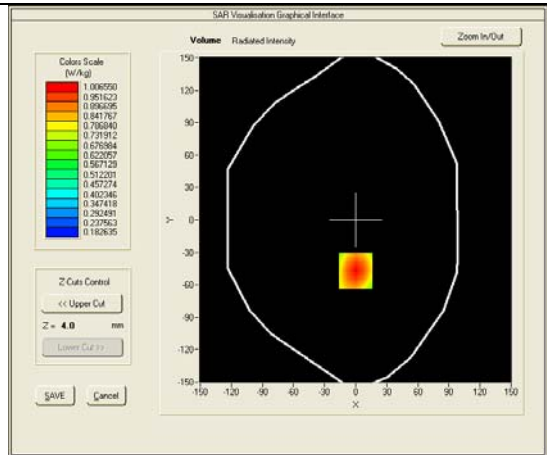 SAR Visualisation Graphical Interface
Volume Radiated Intensity
Zoom In/Out
Colors Scale
(W/kg)
1.006550
0.951623
0.896695
0.841767
0.786840
0.731912
0.676984
0.622057
0.567129
0.512201
0.457274
0.402346
0.347418
0.292491
0.237563
0.182635
150-
120-
90-
60-
30-
0-
-30-
-60-
-90-
-120-
-150-
Y
-150 -120 -90 -60 -30 0 30 60 90 120 150
X
Z Cuts Control
<< Upper Cut
Z = 4.0 mm
Lower Cut >>
SAVE
Cancel